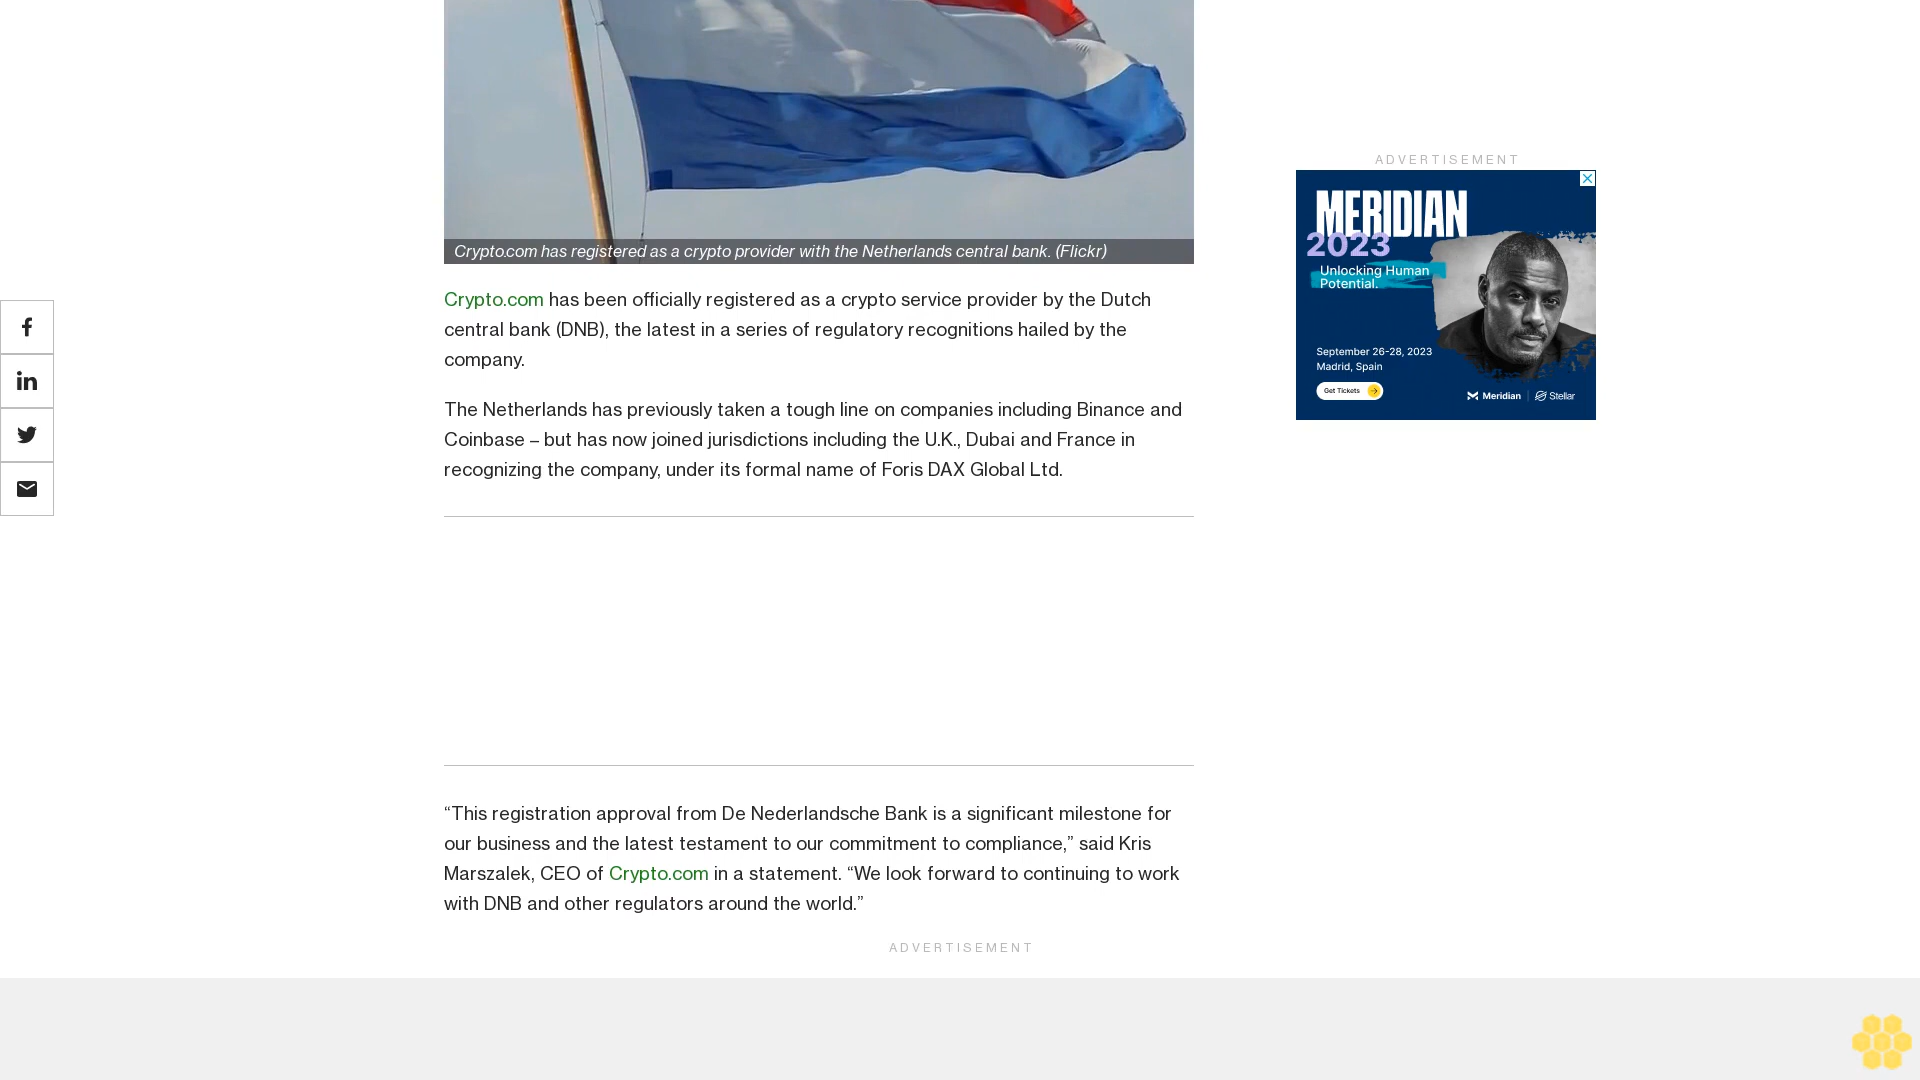 Crypto.com has registered as a crypto provider with the Netherlands central bank. (Flickr)
Crypto.com has been officially registered as a crypto service provider by the Dutch
central bank (DNB), the latest in a series of regulatory recognitions hailed by the
company.
The Netherlands has previously taken a tough line on companies including Binance and
Coinbase – but has now joined jurisdictions including the U.K., Dubai and France in
recognizing the company, under its formal name of Foris DAX Global Ltd.
“This registration approval from De Nederlandsche Bank is a significant milestone for
our business and the latest testament to our commitment to compliance,” said Kris
Marszalek, CEO of Crypto.com in a statement. “We look forward to continuing to work
with DNB and other regulators around the world.”
ADVERTISEMENT
ADVERTISEMENT
MERIDIAN
2023
Unlocking Human
Potential.
September 26-28, 2023
Madrid, Spain
Get Tickets
Meridian | Stellar